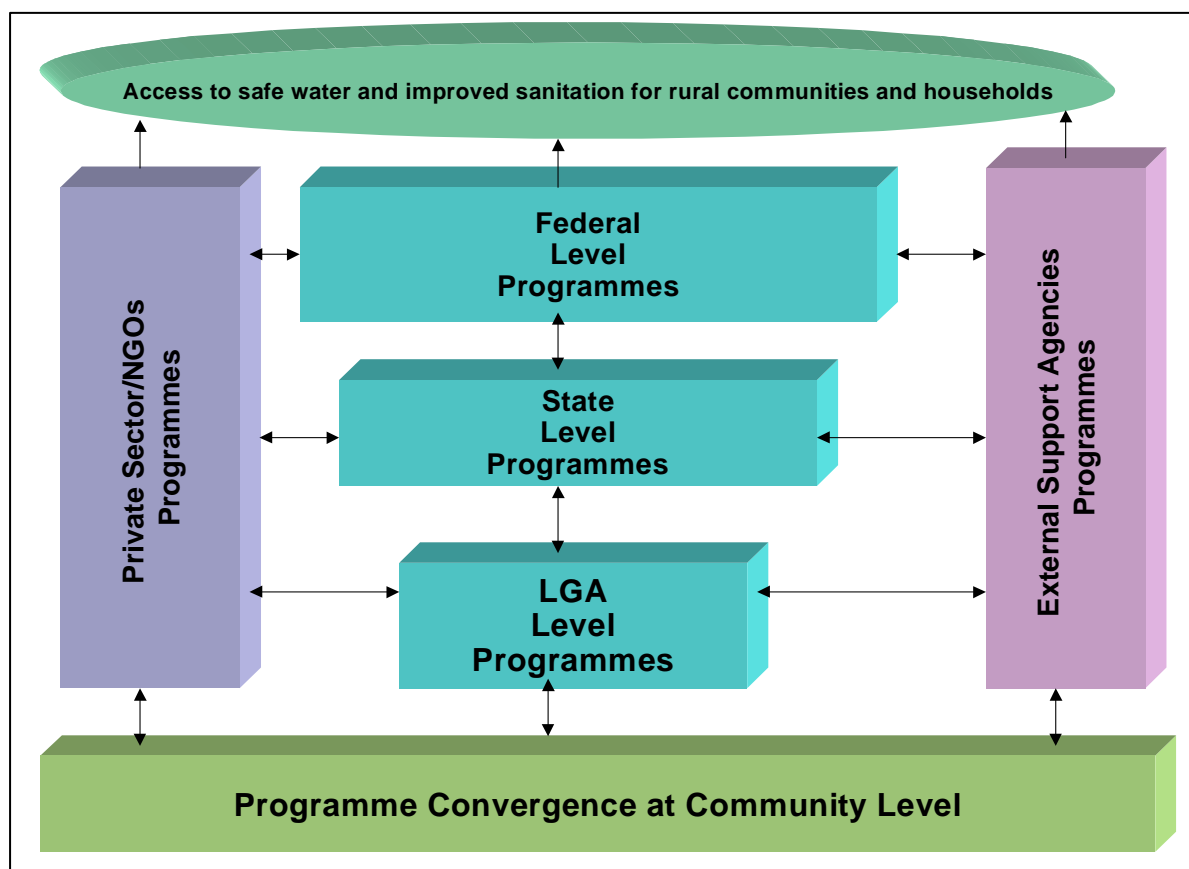 Access to safe water and improved sanitation for rural communities and households
Private Sector/NGOs
Programmes
Federal
Level
Programmes
State
Level
Programmes
LGA
Level
Programmes
External Support Agencies
Programmes
Programme Convergence at Community Level